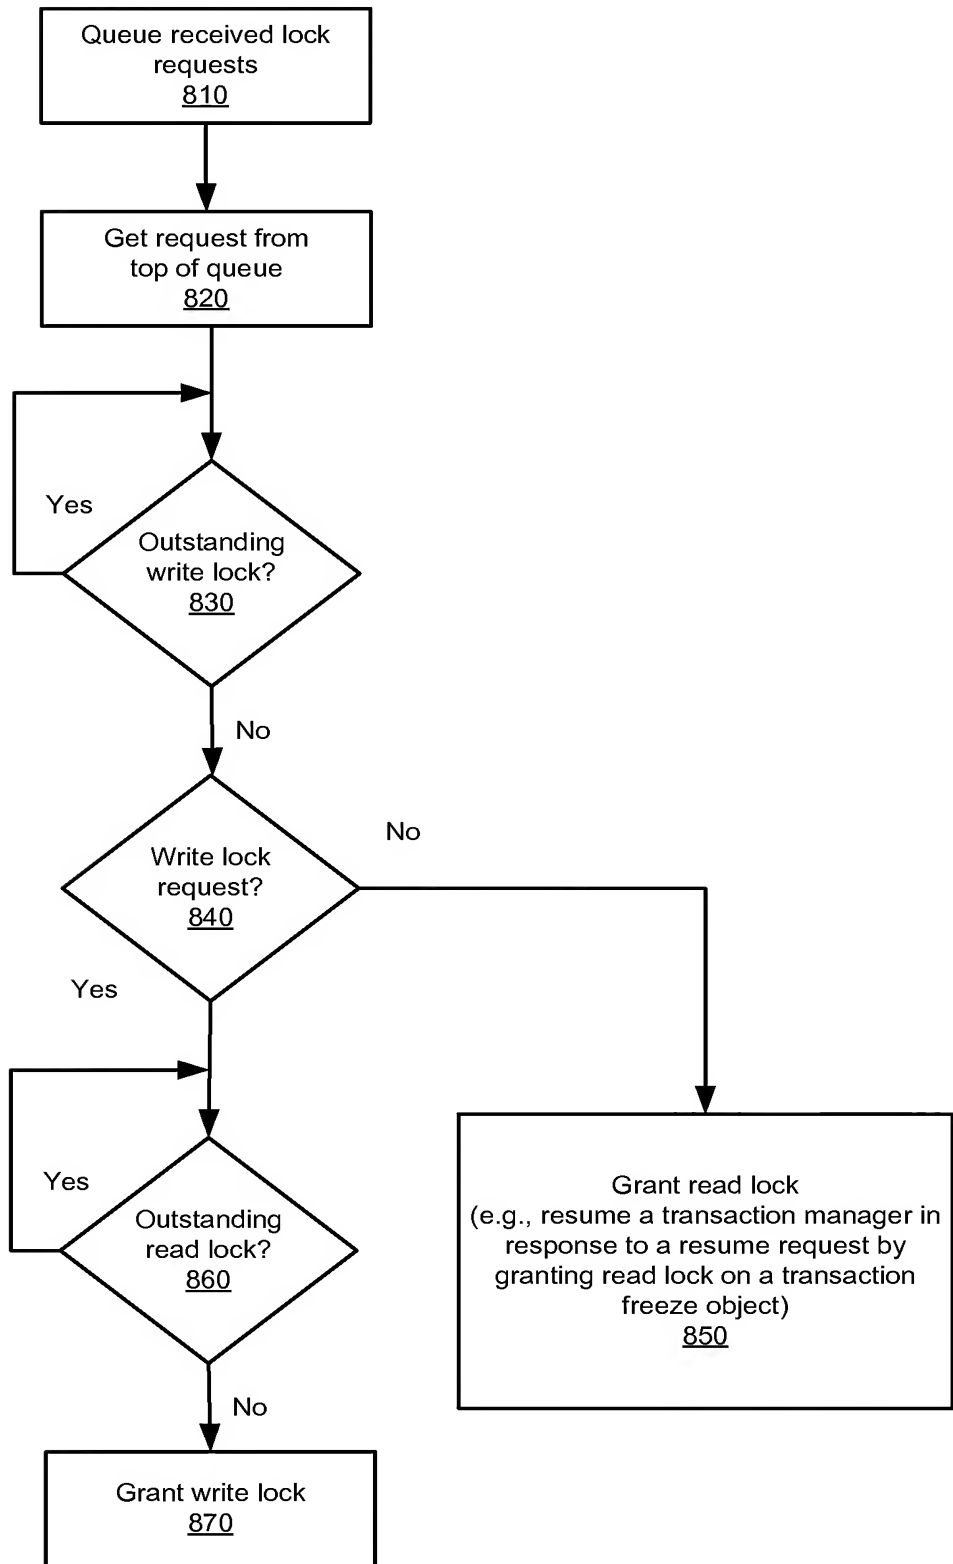 Queue received lock
requests
810
Get request from
top of queue
820
Yes
Outstanding
write lock?
830
No
Write lock
request?
840
No
Yes
Yes
Outstanding
read lock?
860
Grant read lock
(e.g., resume a transaction manager in
response to a resume request by
granting read lock on a transaction
freeze object)
850
No
Grant write lock
870